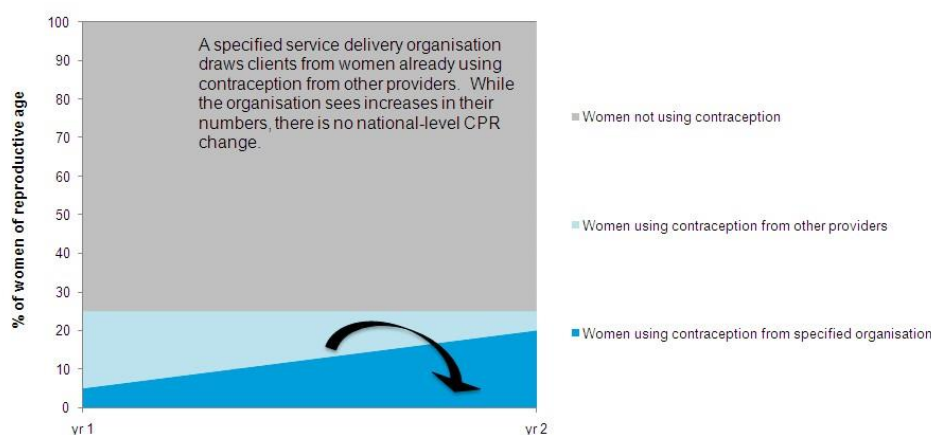 100
90
80
70
60
50
40
30
20
10
0
% of women of reproductive age
A specified service delivery organisation
draws clients from women already using
contraception from other providers. While
the organisation sees increases in their
numbers, there is no national-level CPR
change.
yr 1
yr 2
Women not using contraception
Women using contraception from other providers
Women using contraception from specified organisation